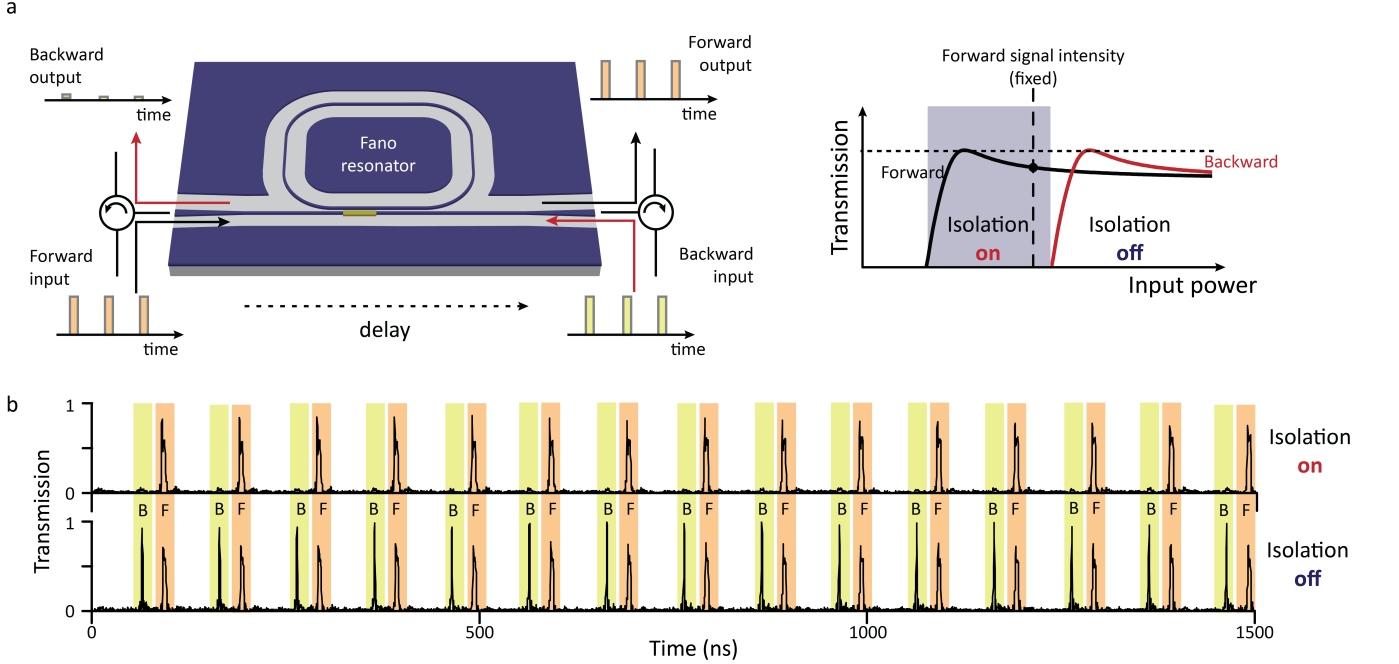 a
Backward
output
time
Forward
output
time
Fano
resonator
Forward
input
time
Backward
input
time
delay
Forward signal intensity
(fixed)
Transmission
Forward
Backward
Isolation
on
Isolation
off
Input power
b
Transmission
1
0
Isolation
on
B F B F B F B F B F B F B F B F B F B F B F B F B F B F B F
1
0
Isolation
off
0 500 1000 1500
Time (ns)